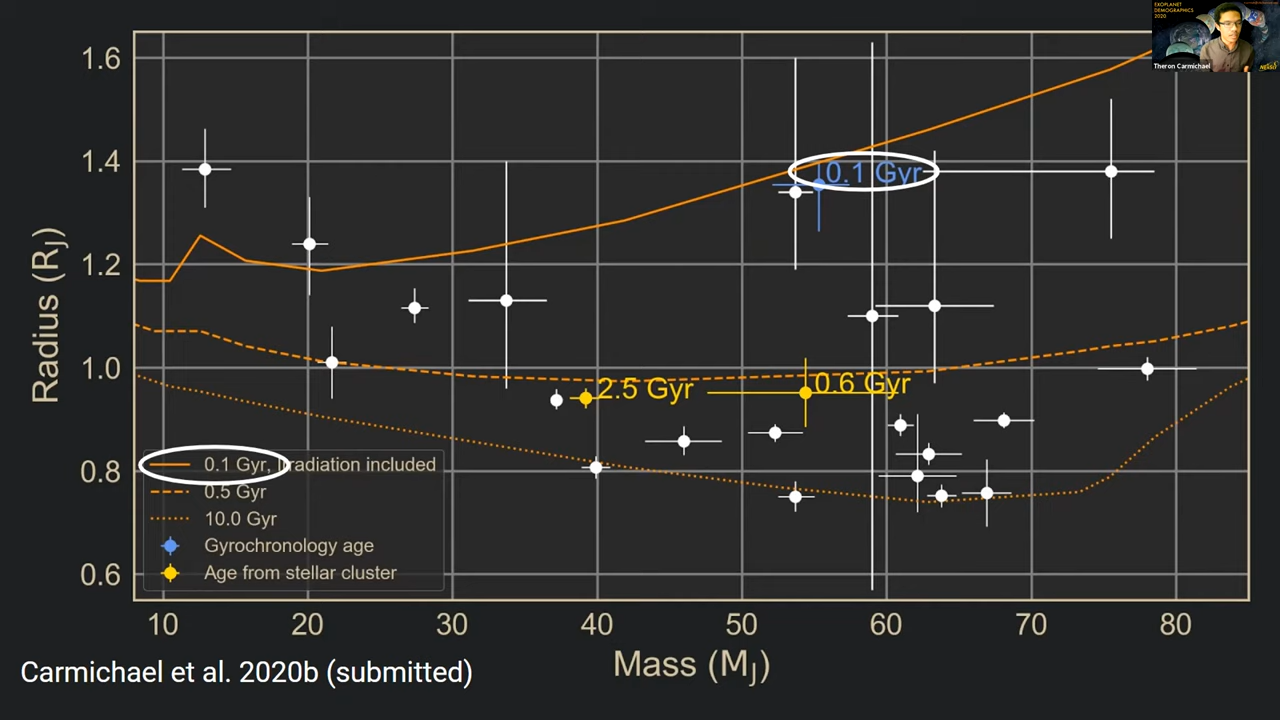 EXOPLANET
DEMOGRAPHICS
2020
Theron Carmichael
1.6
1.4
1.2
1.0
0.8
0.6
Radius (RJ)
0.1 Gyr
2.5 Gyr
0.6 Gyr
0.1 Gyr, Irradiation included
0.5 Gyr
10.0 Gyr
Gyrochronology age
Age from stellar cluster
10 20 30 40 50 60 70 80
Mass (MJ)
Carmichael et al. 2020b (submitted)